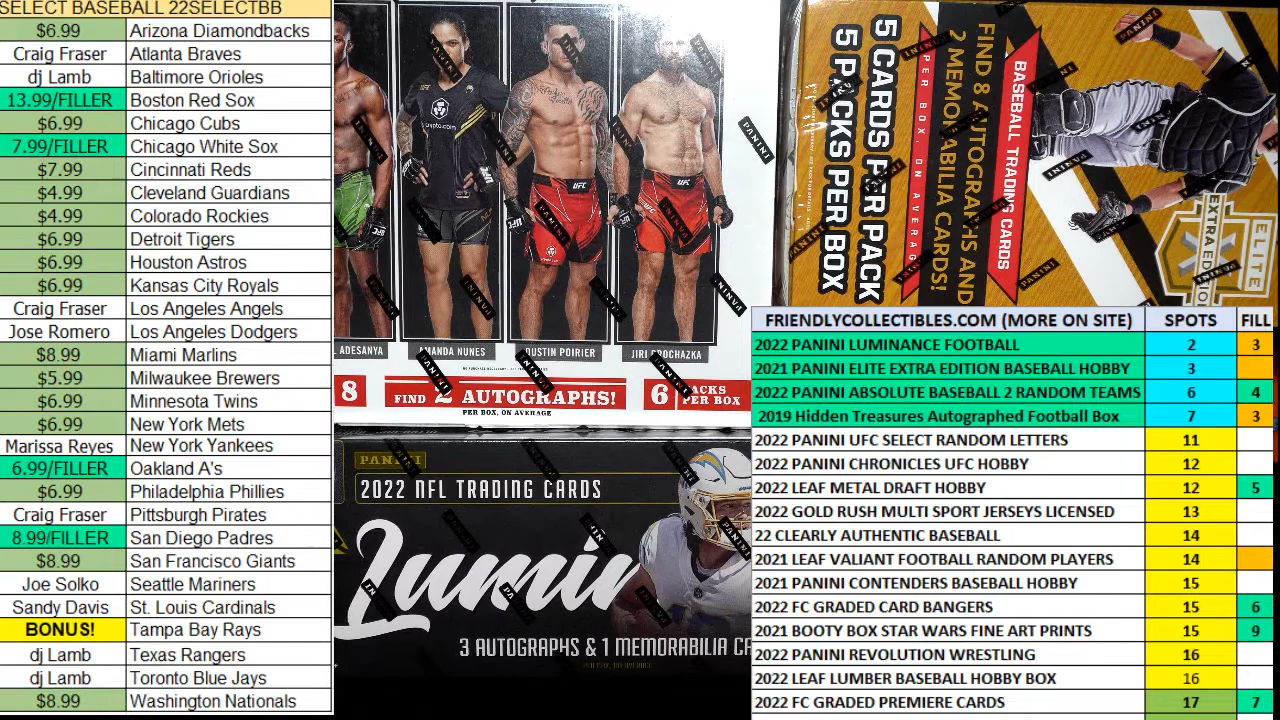 SELECT BASEBALL 22SELECTBB
$6.99 Arizona Diamondbacks
Craig Fraser Atlanta Braves
dj Lamb Baltimore Orioles
13.99/FILLER Boston Red Sox
$6.99 Chicago Cubs
7.99/FILLER Chicago White Sox
$7.99 Cincinnati Reds
$4.99 Cleveland Guardians
$4.99 Colorado Rockies
$6.99 Detroit Tigers
$6.99 Houston Astros
$6.99 Kansas City Royals
Craig Fraser Los Angeles Angels
Jose Romero Los Angeles Dodgers
$8.99 Miami Marlins
$5.99 Milwaukee Brewers
$6.99 Minnesota Twins
$6.99 New York Mets
Marissa Reyes New York Yankees
6.99/FILLER Oakland A's
$6.99 Philadelphia Phillies
Craig Fraser Pittsburgh Pirates
8.99/FILLER San Diego Padres
$8.99 San Francisco Giants
Joe Solko Seattle Mariners
Sandy Davis St. Louis Cardinals
BONUS! Tampa Bay Rays
dj Lamb Texas Rangers
dj Lamb Toronto Blue Jays
$8.99 Washington Nationals
crypto.com
UFC
UFC
ADESANYA
AMANDA NUNES
DUSTIN POIRIER
JIRI PROCHAZKA
8
FIND 2 AUTOGRAPHS!
PER BOX, ON AVERAGE
6 PACKS
PER BOX
PANINI
2022 NFL TRADING CARDS
Lumin
3 AUTOGRAPHS & 1 MEMORABILIA CA
BASEBALL TRADING CARDS
FIND 8 AUTOGRAPHS AND
2 MEMORABILIA CARDS!
PER BOX, ON AVERAG
5 CARDS PER PACK
5 PACKS PER BOX
ELITE
EXTRA EDITION
FRIENDLYCOLLECTIBLES.COM (MORE ON SITE) SPOTS FILL
2022 PANINI LUMINANCE FOOTBALL 2 3
2021 PANINI ELITE EXTRA EDITION BASEBALL HOBBY 3
2022 PANINI ABSOLUTE BASEBALL 2 RANDOM TEAMS 6 4
2019 Hidden Treasures Autographed Football Box 7 3
2022 PANINI UFC SELECT RANDOM LETTERS 11
2022 PANINI CHRONICLES UFC HOBBY 12
2022 LEAF METAL DRAFT HOBBY 12 5
2022 GOLD RUSH MULTI SPORT JERSEYS LICENSED 13
22 CLEARLY AUTHENTIC BASEBALL 14
2021 LEAF VALIANT FOOTBALL RANDOM PLAYERS 14
2021 PANINI CONTENDERS BASEBALL HOBBY 15
2022 FC GRADED CARD BANGERS 15 6
2021 BOOTY BOX STAR WARS FINE ART PRINTS 15 9
2022 PANINI REVOLUTION WRESTLING 16
2022 LEAF LUMBER BASEBALL HOBBY BOX 16
2022 FC GRADED PREMIERE CARDS 17 7